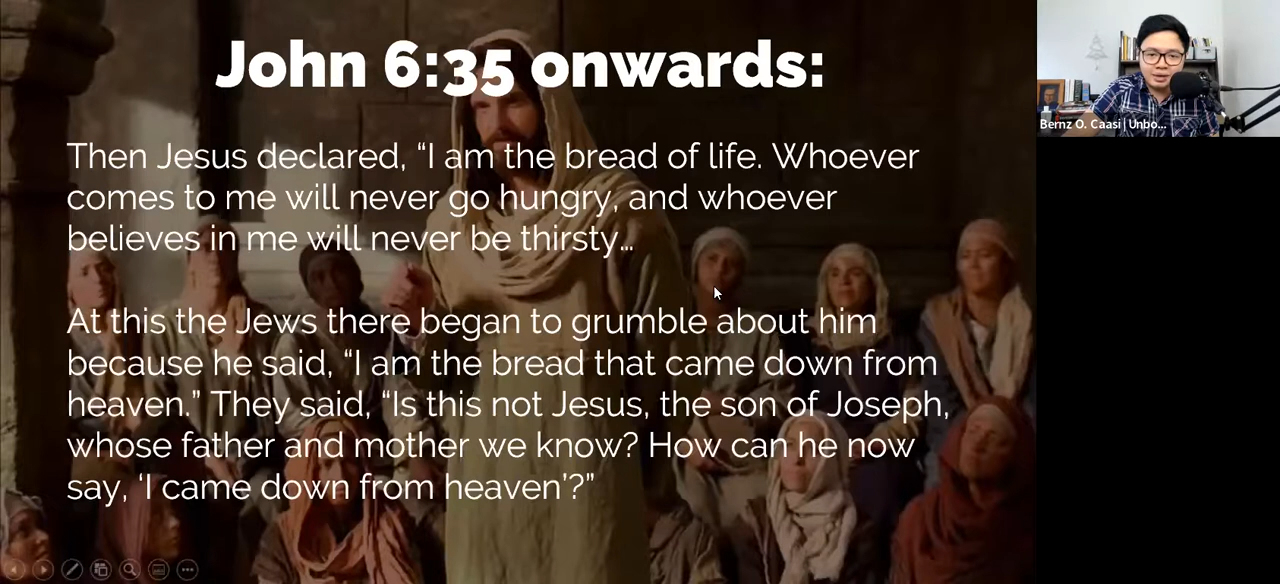 John 6:35 onwards:
Then Jesus declared, “I am the bread of life. Whoever
comes to me will never go hungry, and whoever
believes in me will never be thirsty…
At this the Jews there began to grumble about him
because he said, “I am the bread that came down from
heaven.” They said, “Is this not Jesus, the son of Joseph,
whose father and mother we know? How can he now
say, ‘I came down from heaven’?”
Bernz O. Caasi | Unbo...